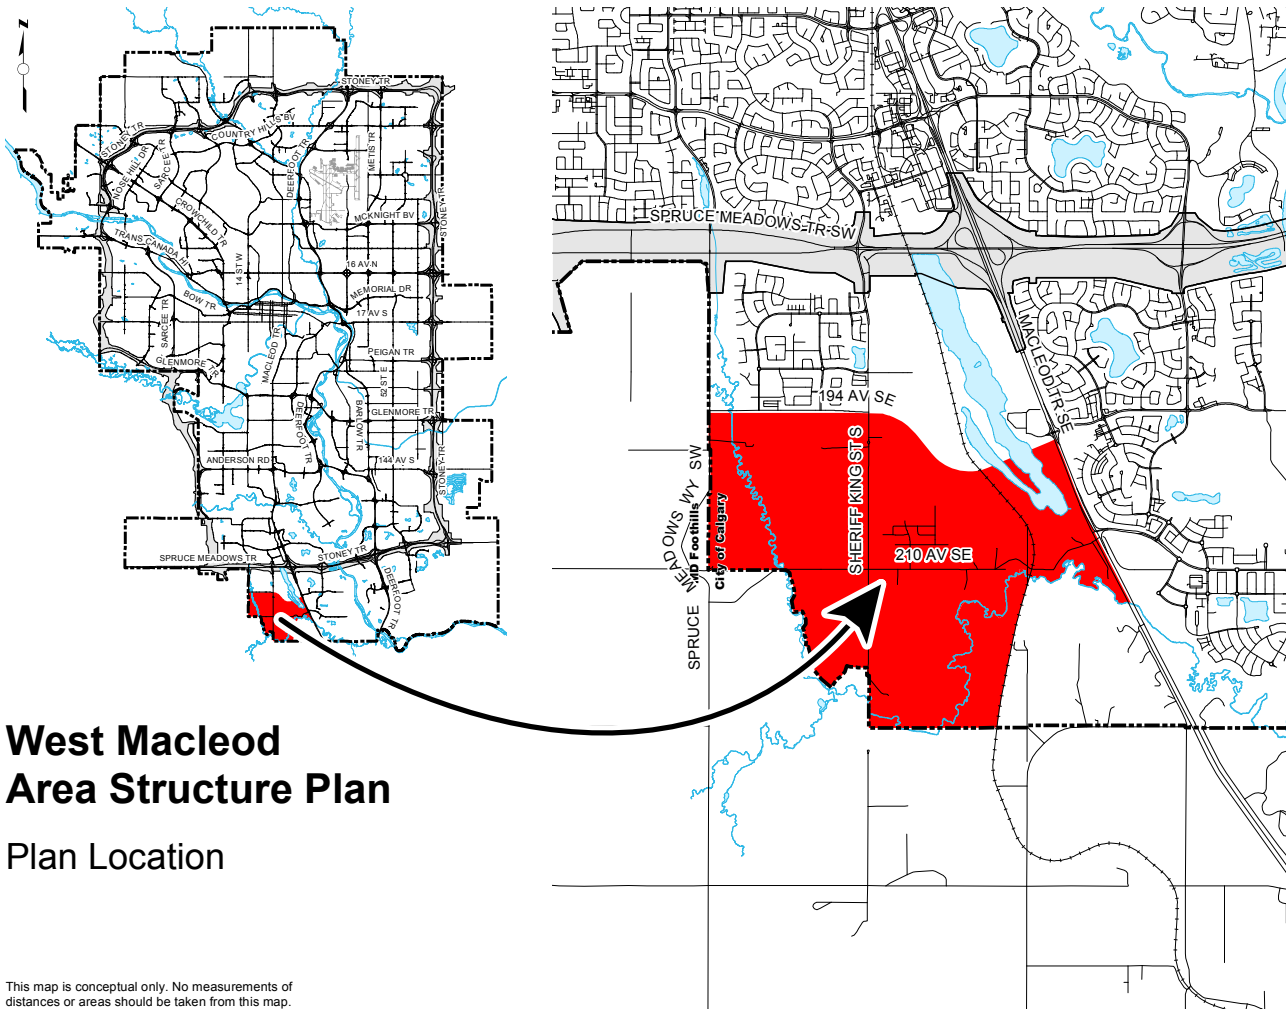 Z
STONEY TR
STONEY TR
COUNTRY HILLS BV
NOSE HILL DR
SARCEE TR
DEERFOOT TR
METIS TR
CROWCHILD TR
MCKNIGHT BV
STONEY TR
TRANS CANADA HI
14 ST W
16 AV N
BOW TR
MEMORIAL DR
17 AV S
SARCEE TR
MACLEOD TR
PEIGAN TR
GLENMORE TR
52 ST E
DEERFOOT TR
BARLOW TR
GLENMORE TR
ANDERSON RD
144 AV S
STONEY TR
SPRUCE MEADOWS TR
STONEY TR
DEERFOOT TR
SPRUCE MEADOWS TR SW
MACLEOD TR SE
194 AV SE
SHERIFF KING ST S
210 AV SE
SPRUCE MEADOWS WY SW
MD Foothills
City of Calgary
West Macleod
Area Structure Plan
Plan Location
This map is conceptual only. No measurements of
distances or areas should be taken from this map.